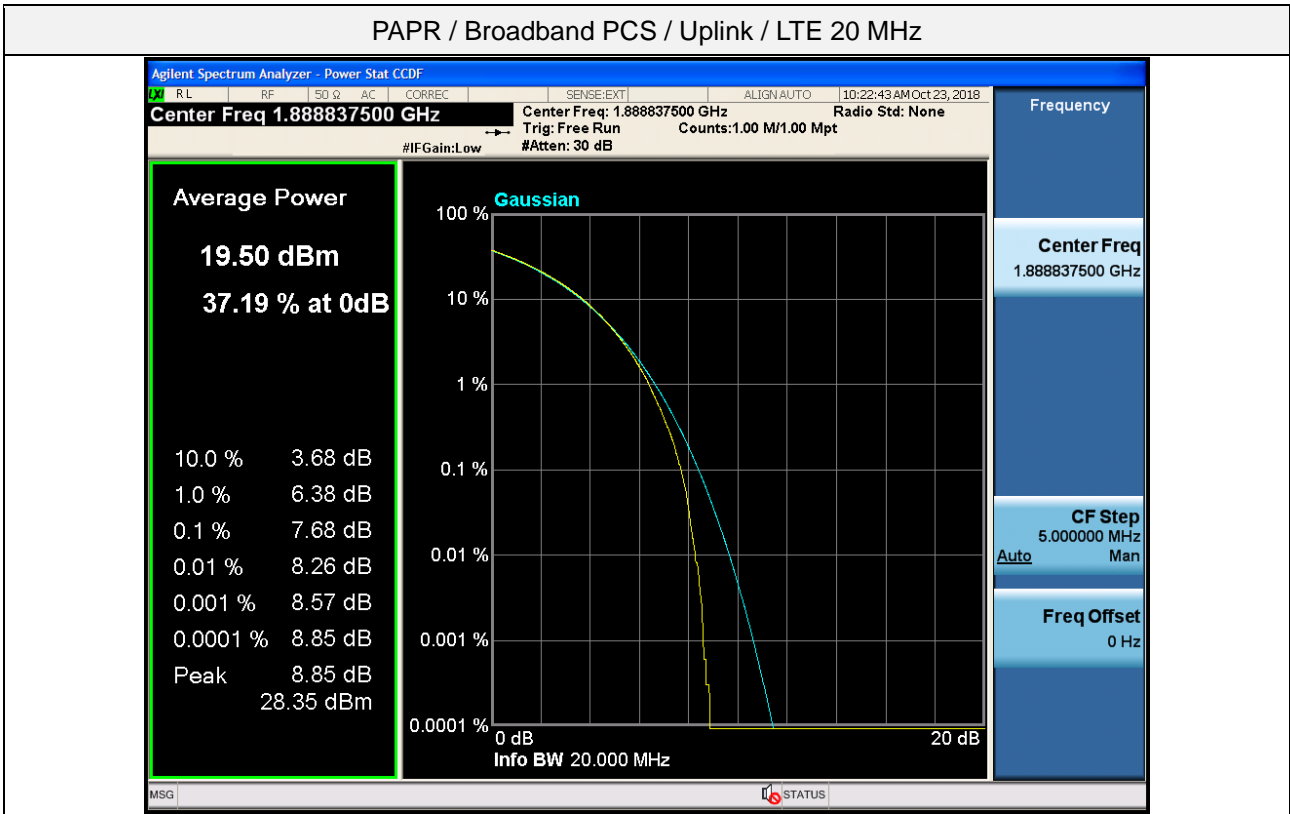 PAPR / Broadband PCS / Uplink / LTE 20 MHz
Agilent Spectrum Analyzer - Power Stat CCDF
LXI RL RF 50 Ω AC CORREC SENSE:EXT ALIGN AUTO 10:22:43 AM Oct 23, 2018
Center Freq 1.888837500 GHz
Center Freq: 1.888837500 GHz Radio Std: None
Trig: Free Run Counts:1.00 M/1.00 Mpt
#IFGain:Low #Atten: 30 dB
Average Power
19.50 dBm
37.19 % at 0dB
10.0 % 3.68 dB
1.0 % 6.38 dB
0.1 % 7.68 dB
0.01 % 8.26 dB
0.001 % 8.57 dB
0.0001 % 8.85 dB
Peak 8.85 dB
28.35 dBm
Gaussian
100 %
10 %
1 %
0.1 %
0.01 %
0.001 %
0.0001 %
0 dB 20 dB
Info BW 20.000 MHz
Frequency
Center Freq
1.888837500 GHz
CF Step
5.000000 MHz
Auto Man
Freq Offset
0 Hz
MSG STATUS